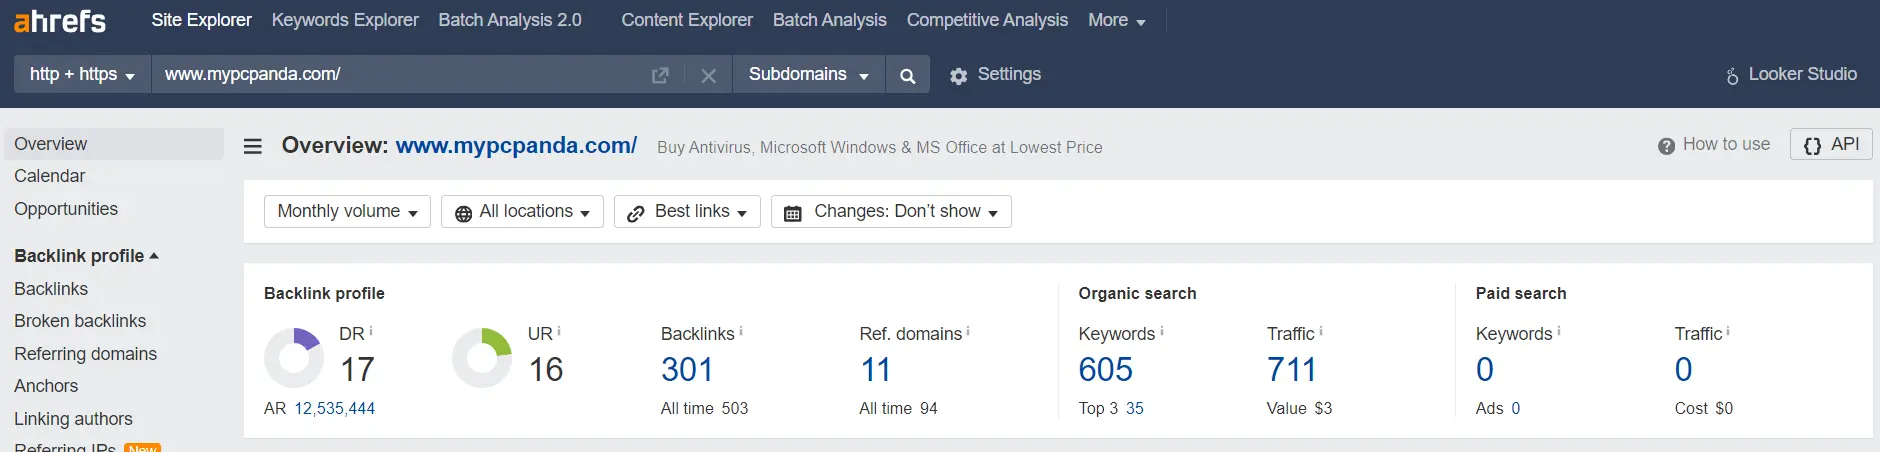 ahrefs Site Explorer Keywords Explorer Batch Analysis 2.0 Content Explorer Batch Analysis Competitive Analysis More
http + https www.mypcpanda.com/ Subdomains Settings Looker Studio
Overview
Calendar
Opportunities
Backlink profile
Backlinks
Broken backlinks
Referring domains
Anchors
Linking authors
Referring IPs New
Overview: www.mypcpanda.com/ Buy Antivirus, Microsoft Windows & MS Office at Lowest Price How to use {} API
Monthly volume All locations Best links Changes: Don't show
Backlink profile
DR i
17
AR 12,535,444
UR i
16
Backlinks i
301
All time 503
Ref. domains i
11
All time 94
Organic search
Keywords i
605
Top 3 35
Traffic i
711
Value $3
Paid search
Keywords i
0
Ads 0
Traffic i
0
Cost $0